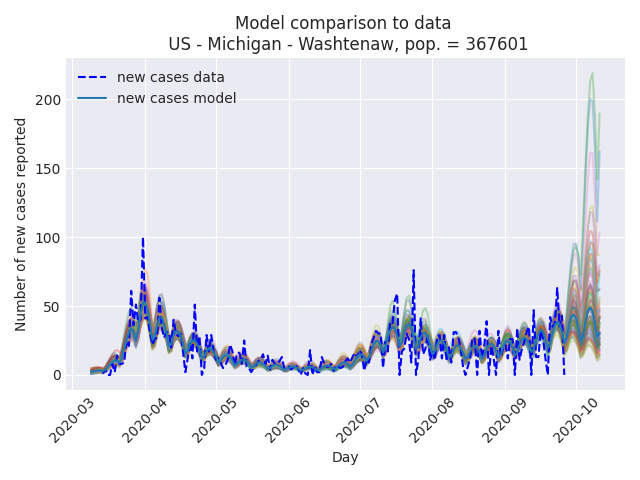 Model comparison to data
US - Michigan - Washtenaw, pop. = 367601
new cases data
new cases model
Number of new cases reported
200
150
100
50
0
2020-03
2020-04
2020-05
2020-06
2020-07
2020-08
2020-09
2020-10
Day